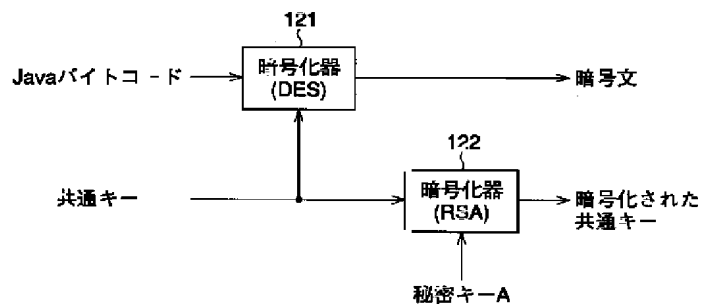 121
Javaバイトコード
暗号化器
(DES)
暗号文
122
共通キー
暗号化器
(RSA)
暗号化された
共通キー
秘密キーA